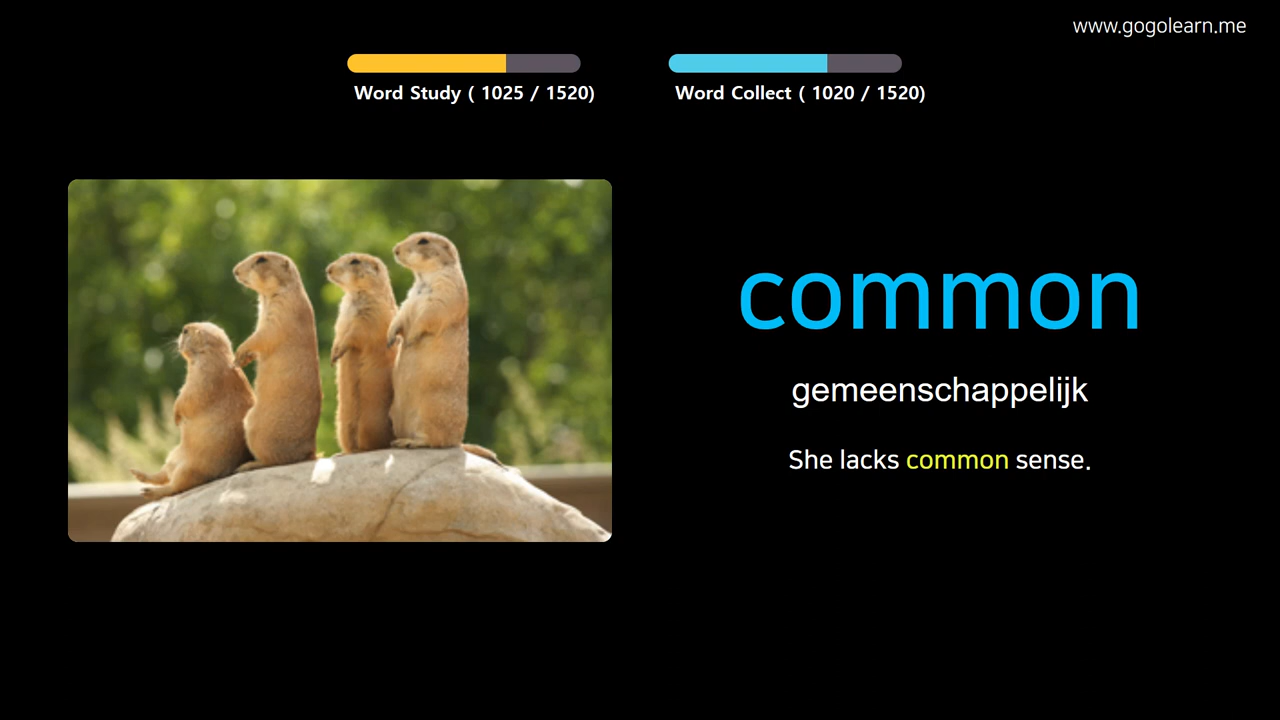 www.gogolearn.me
Word Study ( 1025 / 1520)
Word Collect ( 1020 / 1520)
common
gemeenschappelijk
She lacks common sense.